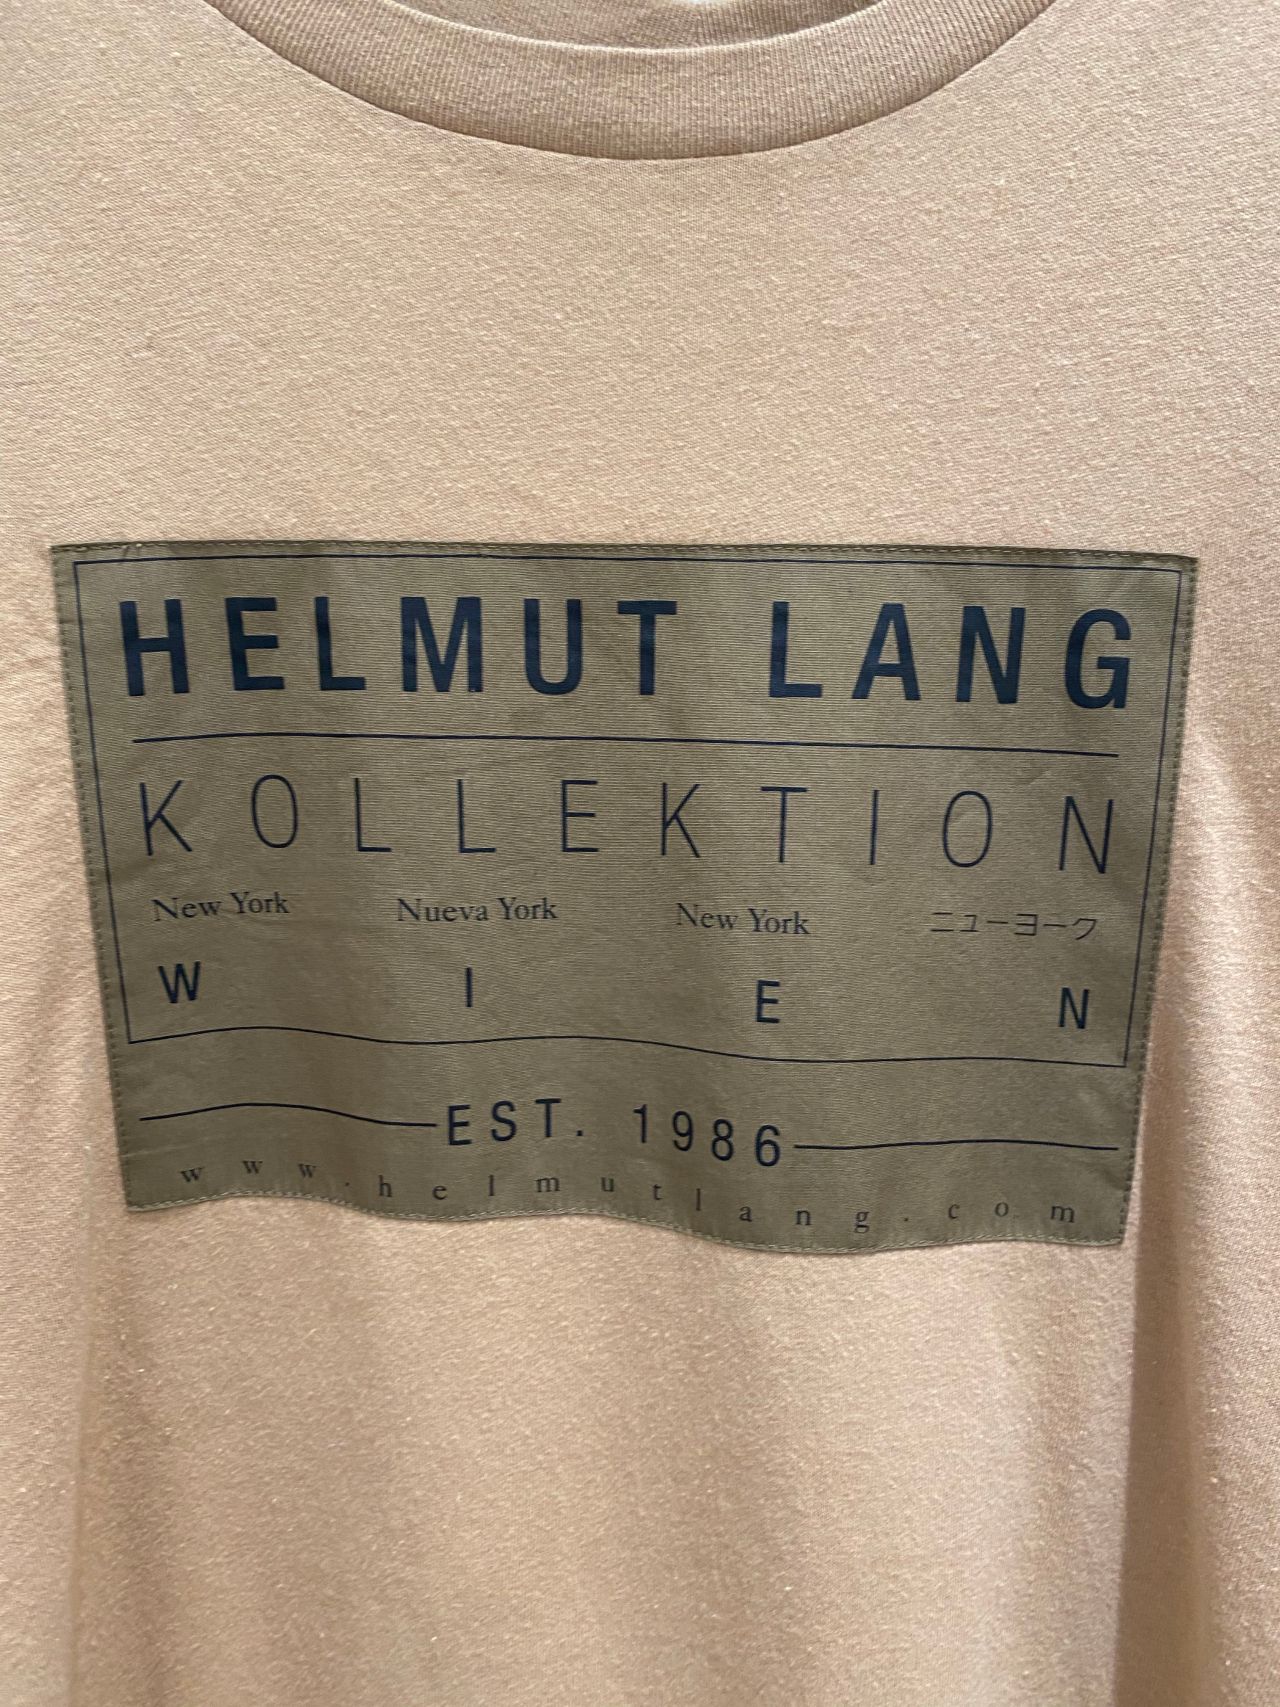 HELMUT LANG
KOLLEKTION
New York Nueva York New York ニューヨーク
WIEN
EST. 1986
www.helmutlang.com